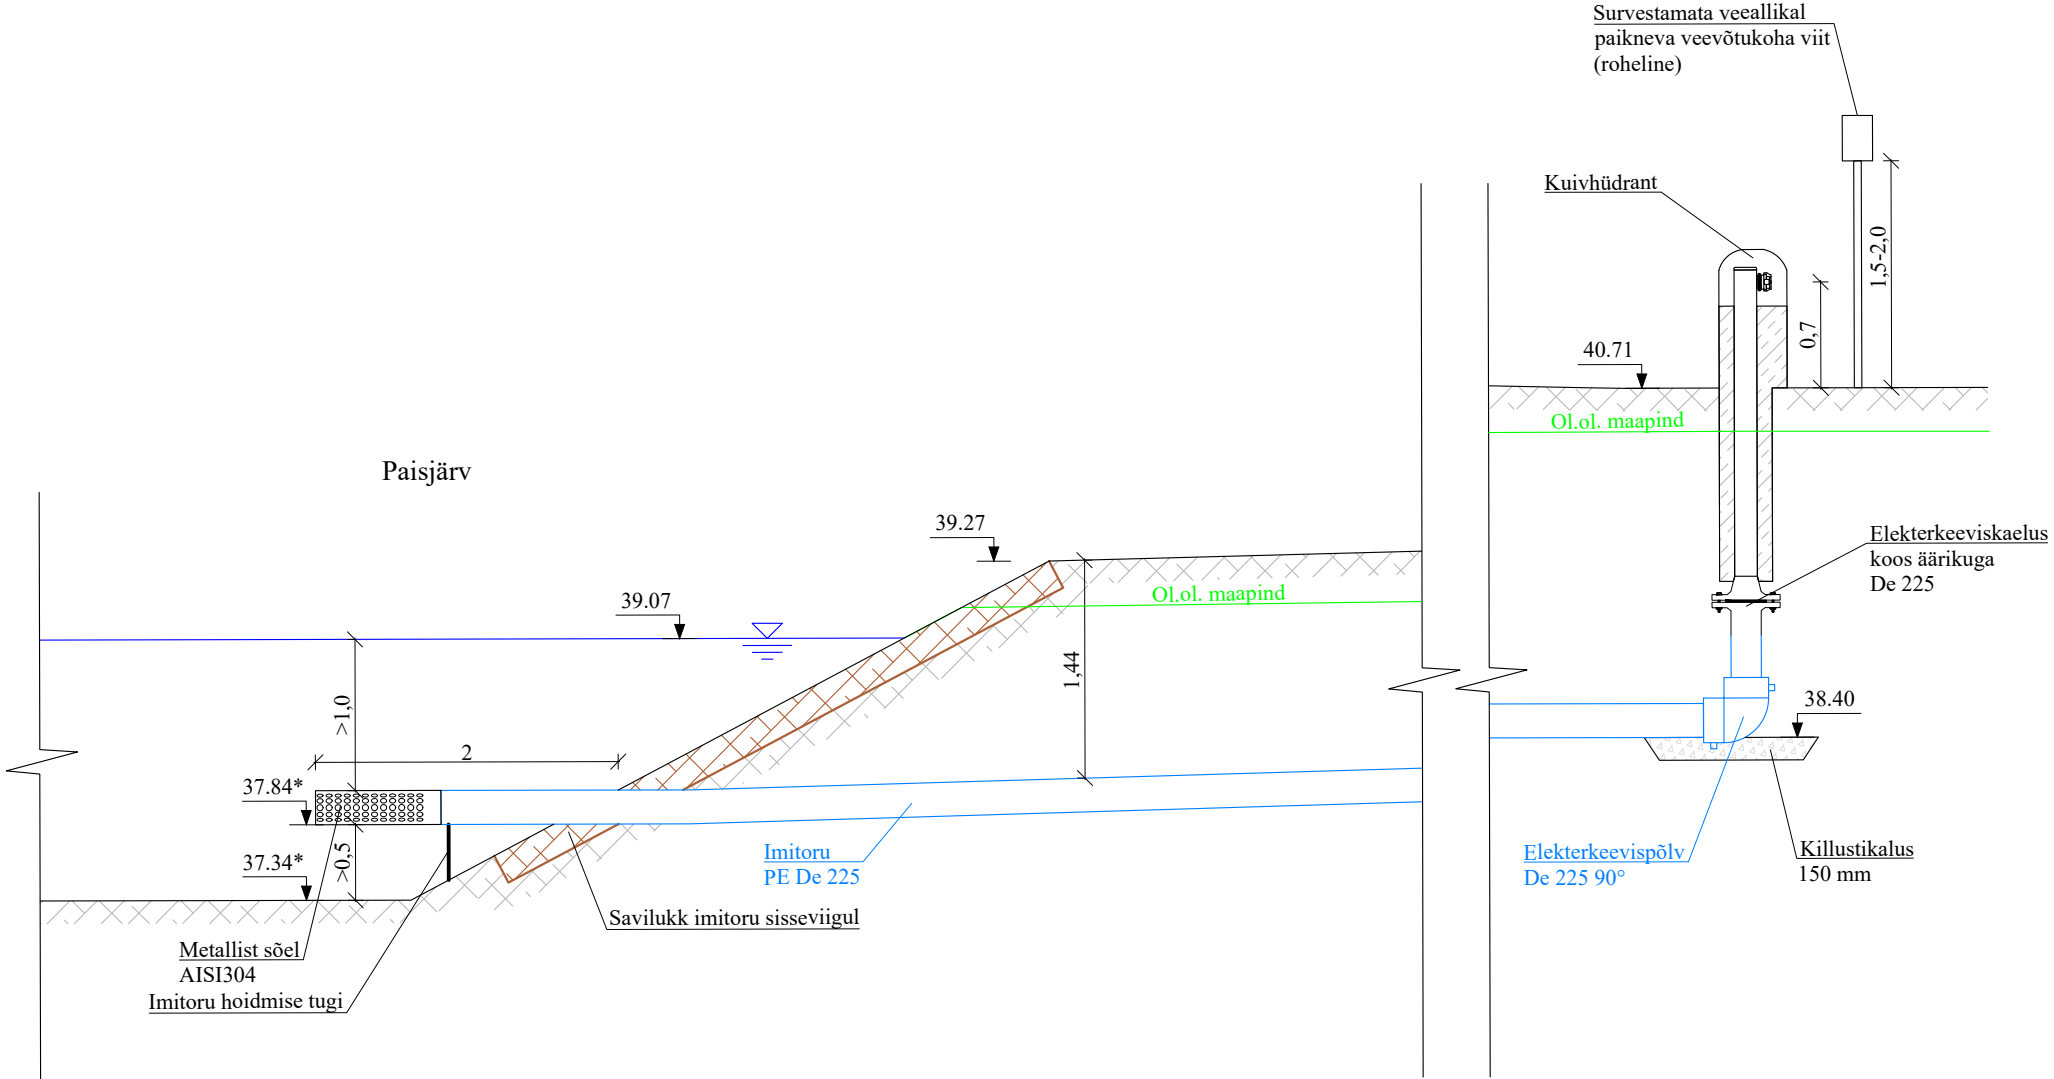 Survestamata veeallikal
paikneva veevõtukoha viit
(roheline)
Kuivhüdrant
1,5-2,0
0,7
40.71
Ol.ol. maapind
Paisjärv
39.27
Elekterkeeviskaelus
koos äärikuga
De 225
39.07
Ol.ol. maapind
1,44
>1,0
38.40
2
37.84*
>0,5
37.34*
Imitoru
PE De 225
Elekterkeevispõlv
De 225 90°
Killustikalus
150 mm
Savilukk imitoru sisseviigul
Metallist sõel
AISI304
Imitoru hoidmise tugi